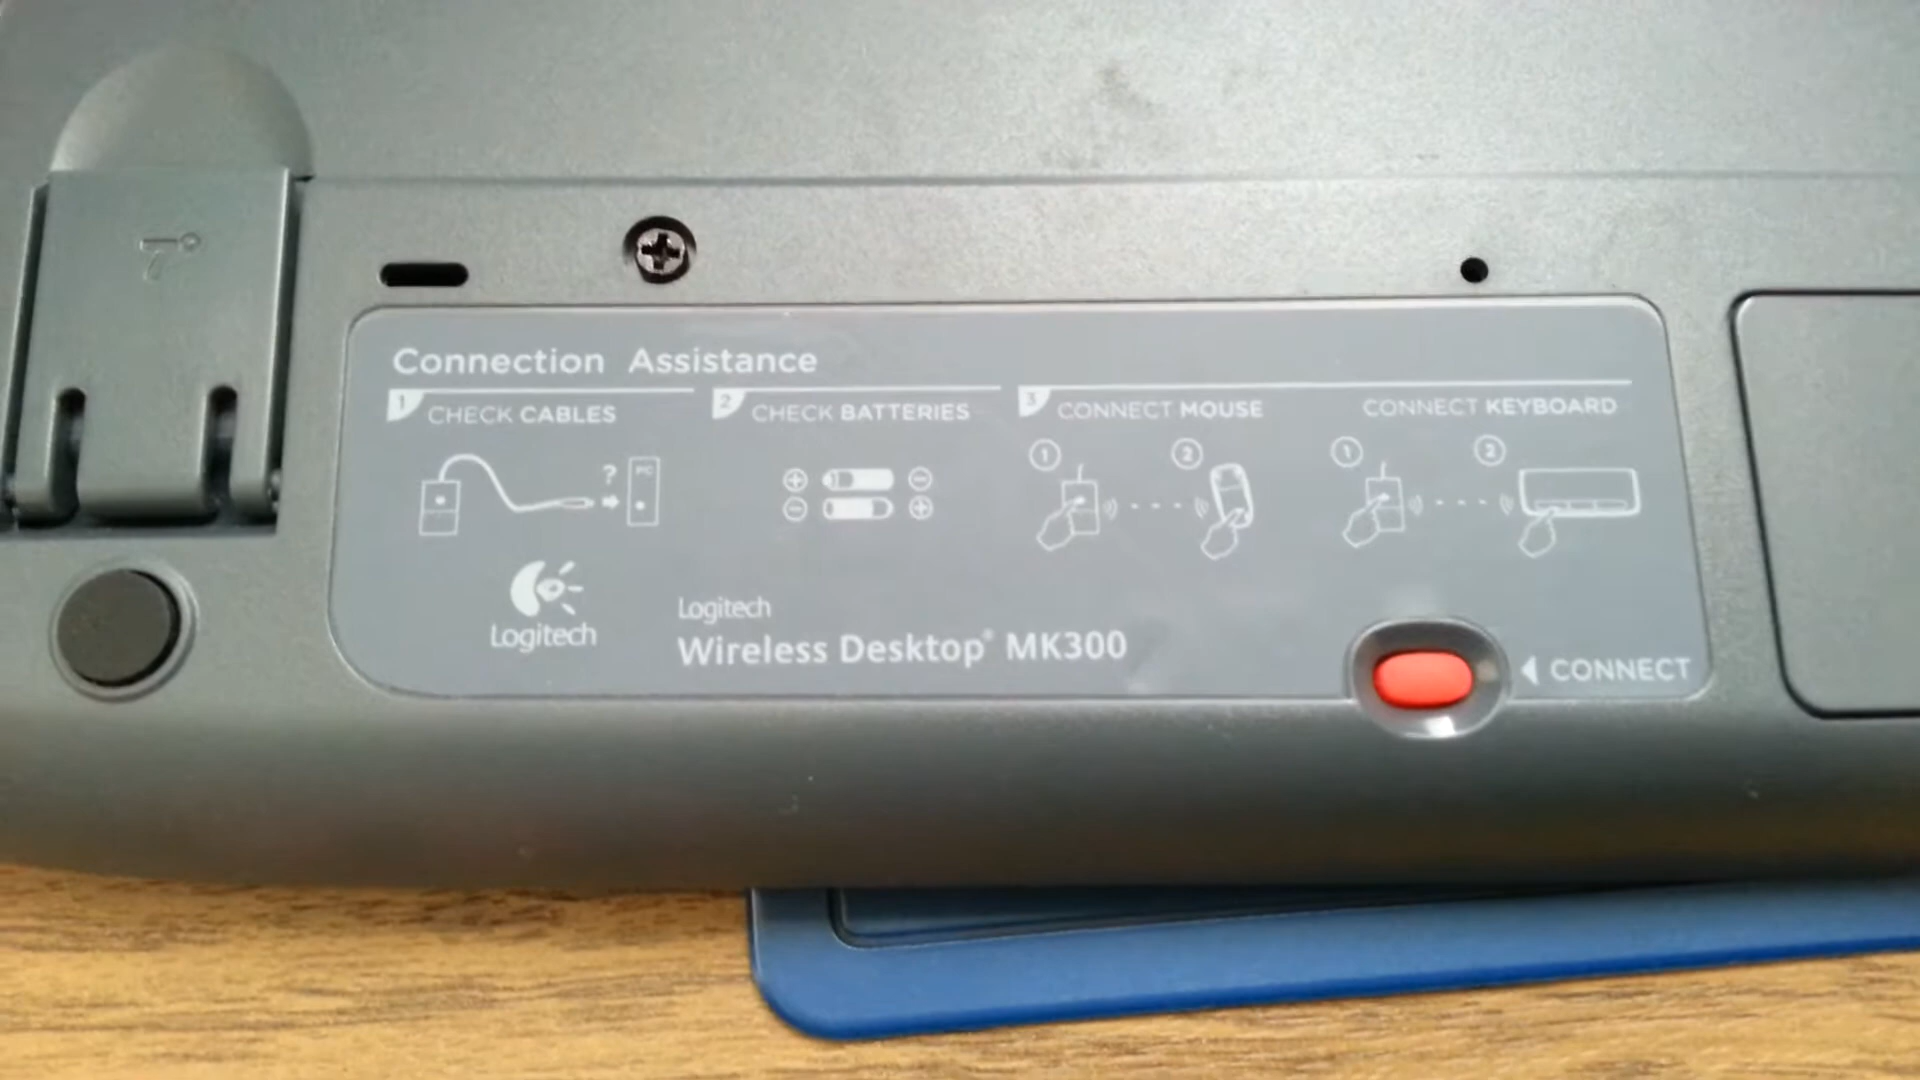 Connection Assistance
1 CHECK CABLES
2 CHECK BATTERIES
3 CONNECT MOUSE
CONNECT KEYBOARD
? PC
1 2
1 2
Logitech
Logitech
Wireless Desktop® MK300
CONNECT